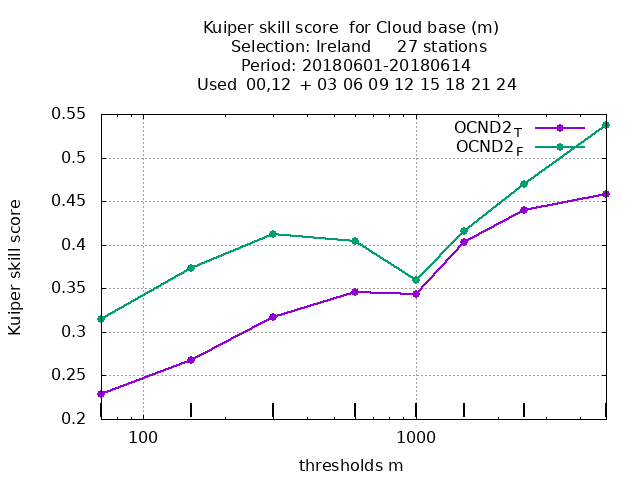 Kuiper skill score  for Cloud base (m)
Selection: Ireland     27 stations
Period: 20180601-20180614
Used  00,12  + 03 06 09 12 15 18 21 24
OCND2T
OCND2F
Kuiper skill score
0.55
0.5
0.45
0.4
0.35
0.3
0.25
0.2
100 1000
thresholds m